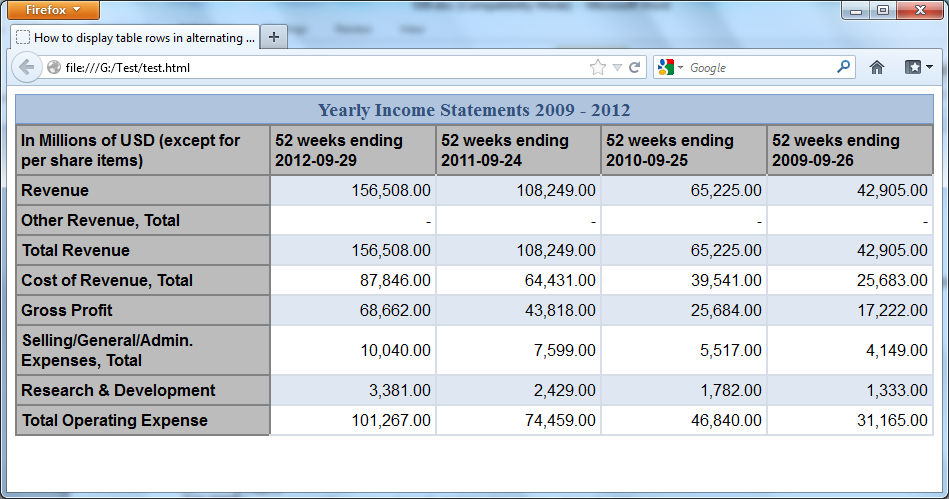 Firefox
How to display table rows in alternating ...
file:///G:/Test/test.html
Google
Yearly Income Statements 2009 - 2012
In Millions of USD (except for per share items) 52 weeks ending 2012-09-29 52 weeks ending 2011-09-24 52 weeks ending 2010-09-25 52 weeks ending 2009-09-26
Revenue 156,508.00 108,249.00 65,225.00 42,905.00
Other Revenue, Total - - - -
Total Revenue 156,508.00 108,249.00 65,225.00 42,905.00
Cost of Revenue, Total 87,846.00 64,431.00 39,541.00 25,683.00
Gross Profit 68,662.00 43,818.00 25,684.00 17,222.00
Selling/General/Admin. Expenses, Total 10,040.00 7,599.00 5,517.00 4,149.00
Research & Development 3,381.00 2,429.00 1,782.00 1,333.00
Total Operating Expense 101,267.00 74,459.00 46,840.00 31,165.00